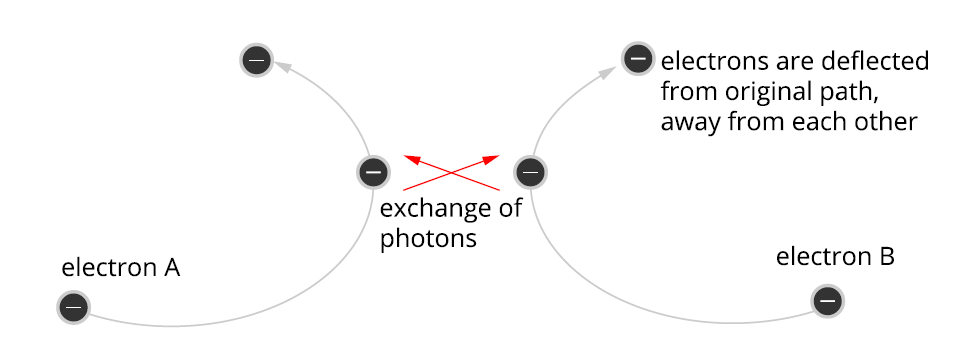 electrons are deflected
from original path,
away from each other
exchange of
photons
electron A
electron B